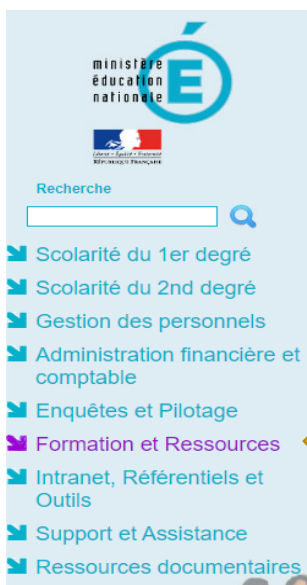 ministère
éducation
nationale
É
Liberté • Égalité • Fraternité
RÉPUBLIQUE FRANÇAISE
Recherche
Scolarité du 1er degré
Scolarité du 2nd degré
Gestion des personnels
Administration financière et
comptable
Enquêtes et Pilotage
Formation et Ressources
Intranet, Référentiels et
Outils
Support et Assistance
Ressources documentaires